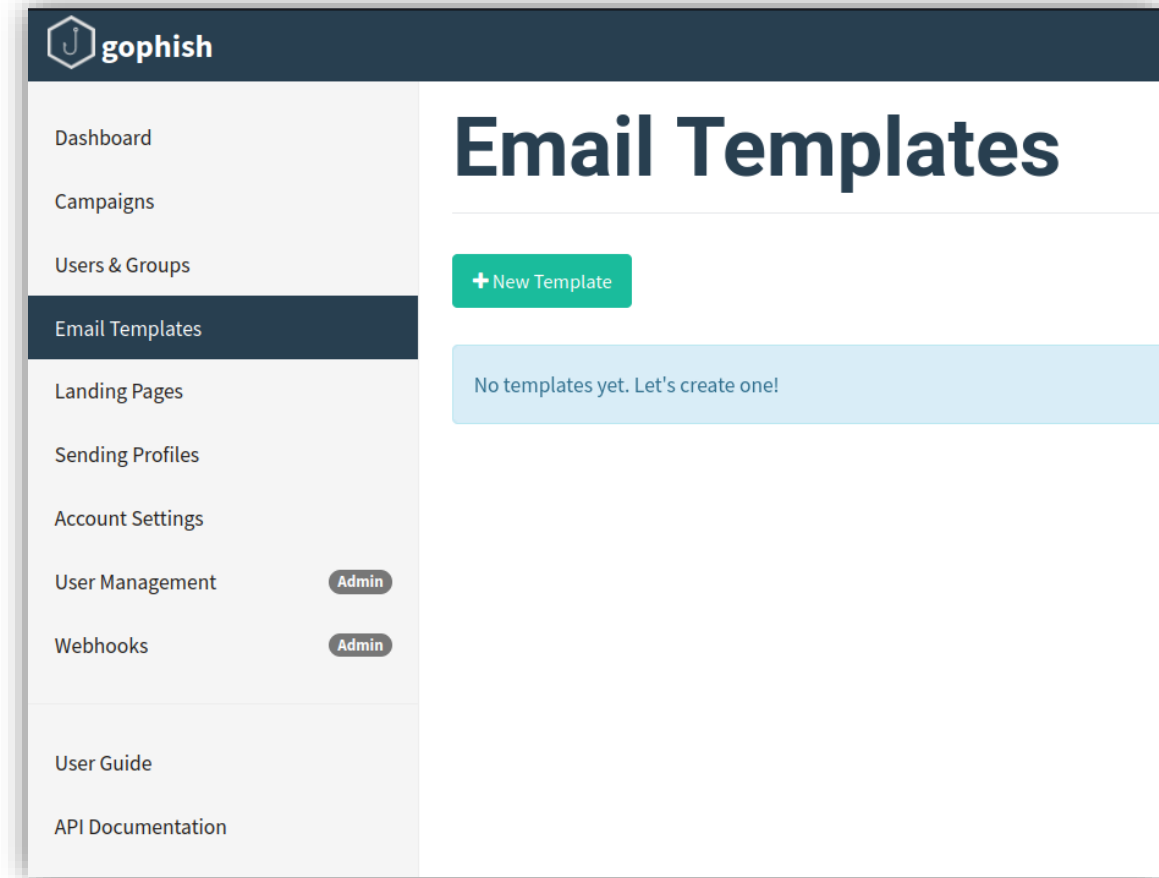 gophish
Dashboard
Campaigns
Users & Groups
Email Templates
Landing Pages
Sending Profiles
Account Settings
User Management Admin
Webhooks Admin
User Guide
API Documentation
Email Templates
New Template
No templates yet. Let's create one!